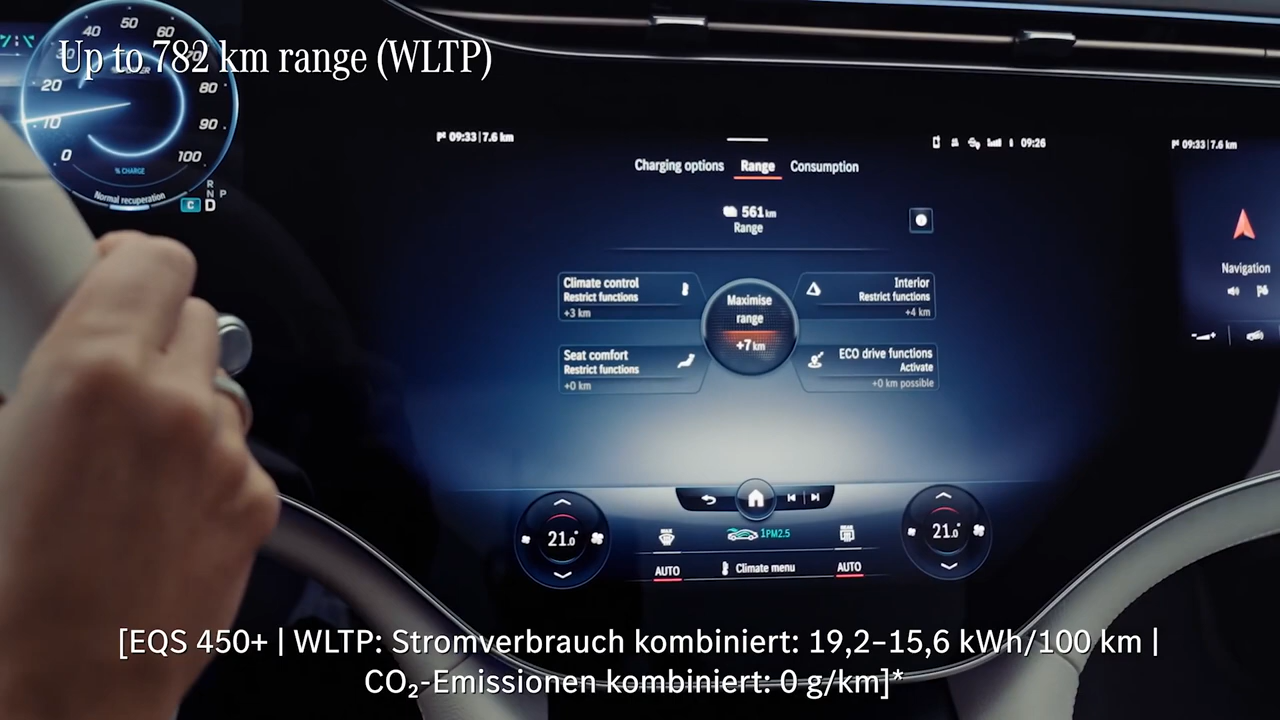 Up to 782 km range (WLTP)
40 50 60
20 80
10 90
0 100
% CHARGE
Normal recuperation
R
N P
C D
09:33 | 7.6 km
09:26
09:33 | 7.6 km
Charging options Range Consumption
561 km
Range
Climate control
Restrict functions
+3 km
Interior
Restrict functions
+4 km
Maximise
range
+7 km
Seat comfort
Restrict functions
+0 km
ECO drive functions
Activate
+0 km possible
Navigation
21.0°
1PM2.5
21.0°
AUTO Climate menu AUTO
[EQS 450+ | WLTP: Stromverbrauch kombiniert: 19,2–15,6 kWh/100 km |
CO₂-Emissionen kombiniert: 0 g/km]*